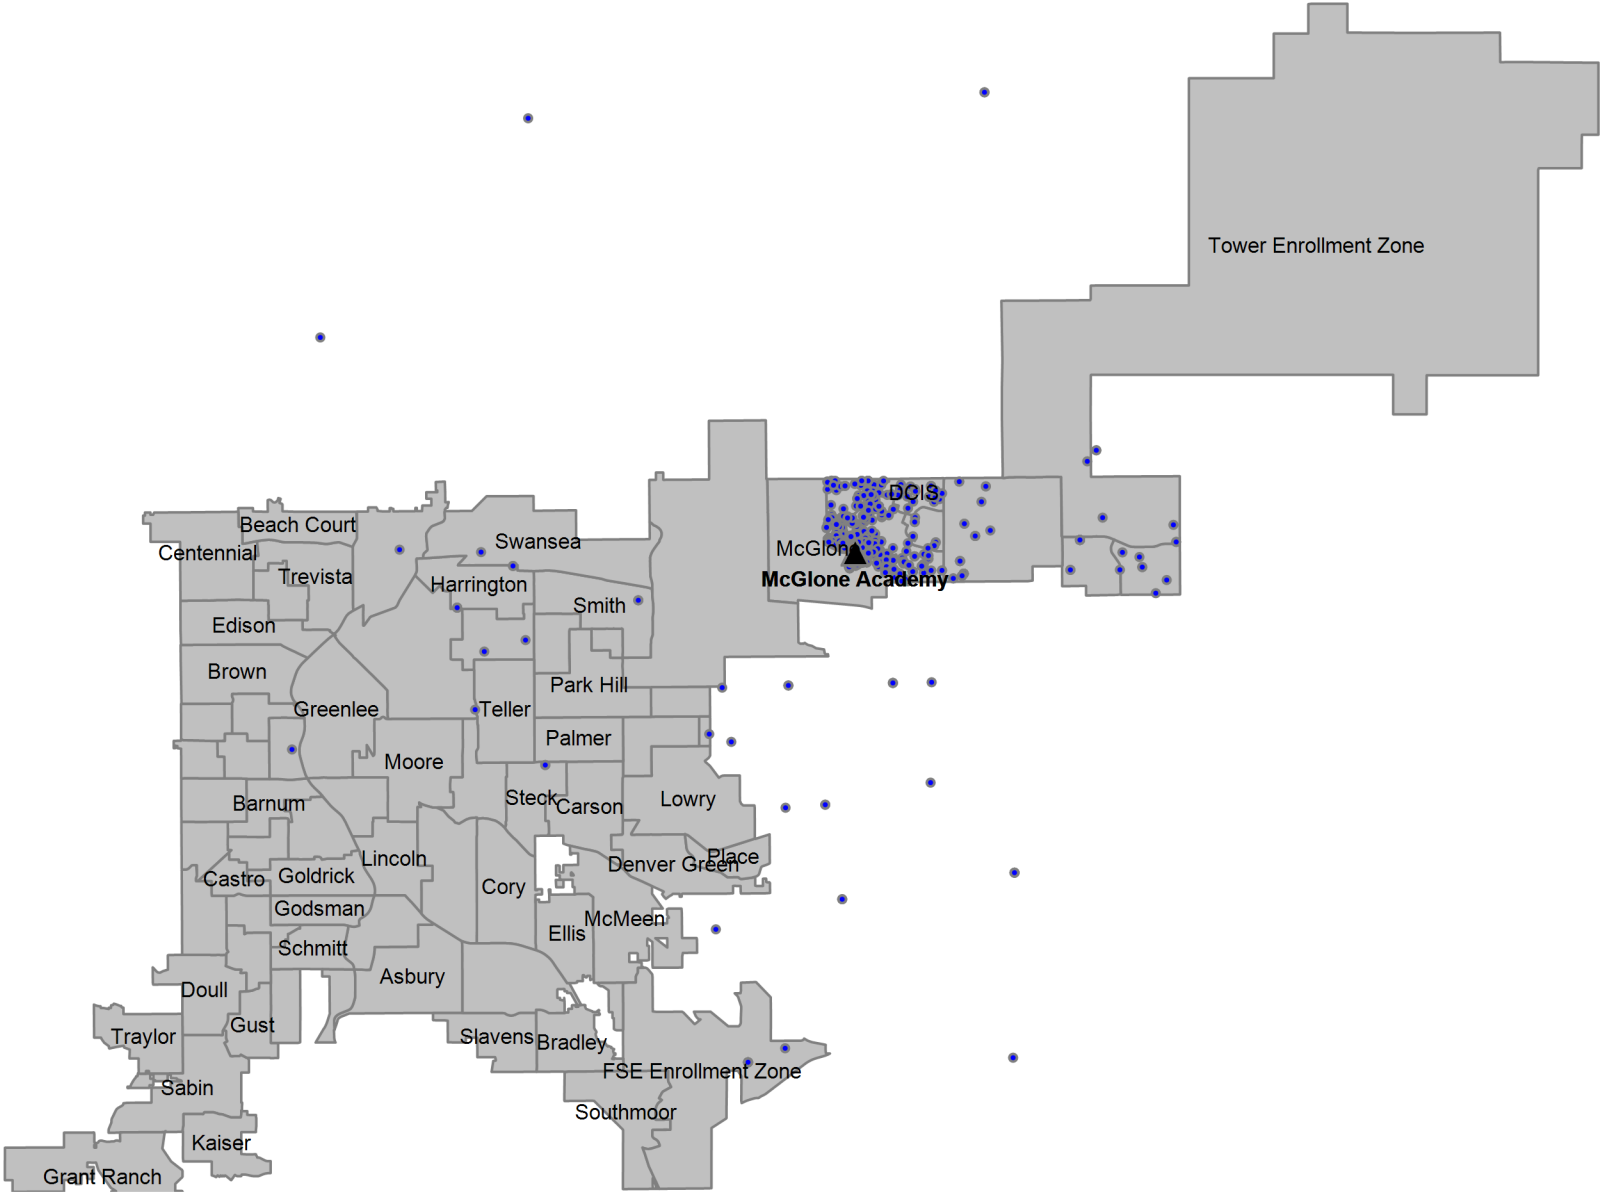 Tower Enrollment Zone
DCIS
Beach Court
Swansea
McGlone
Centennial
Trevista
McGlone Academy
Harrington
Smith
Edison
Brown
Park Hill
Greenlee
Teller
Palmer
Moore
Steck
Lowry
Barnum
Carson
Lincoln
Place
Denver Green
Goldrick
Castro
Cory
Godsman
McMeen
Ellis
Schmitt
Asbury
Doull
Gust
Traylor
Slavens
Bradley
FSE Enrollment Zone
Sabin
Southmoor
Kaiser
Grant Ranch